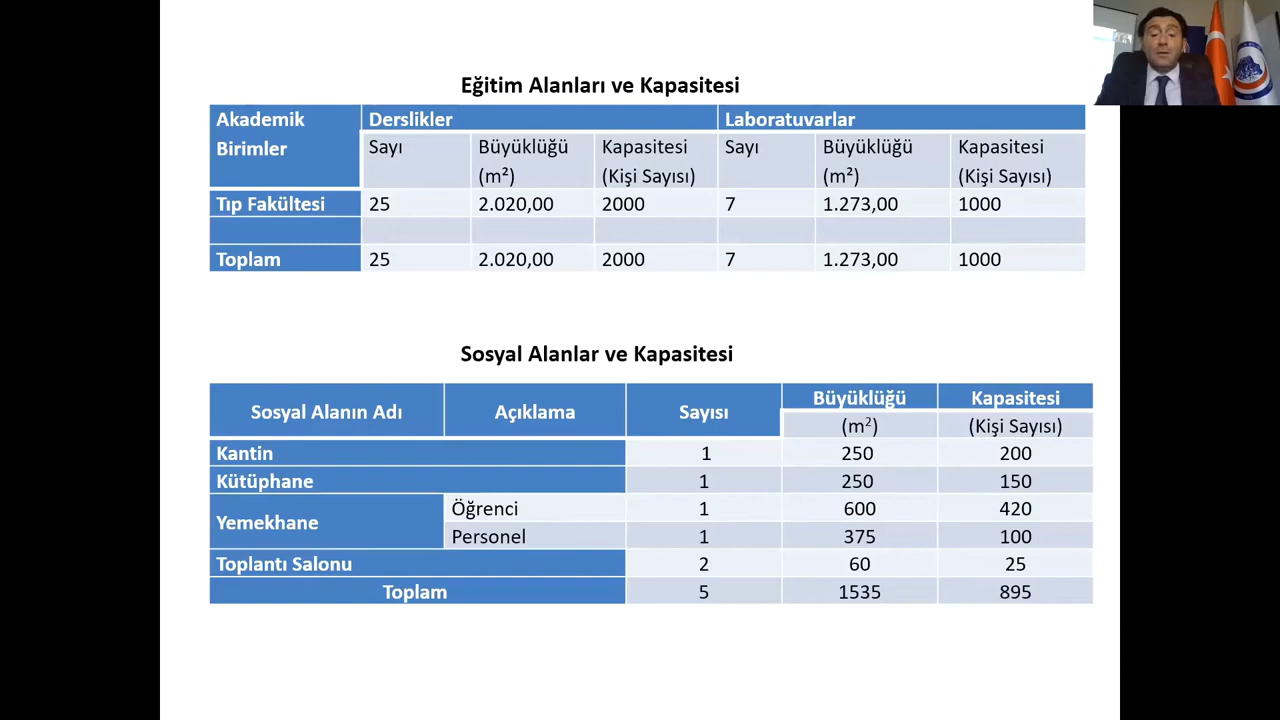 Eğitim Alanları ve Kapasitesi
Akademik Birimler Derslikler Laboratuvarlar
Sayı Büyüklüğü (m²) Kapasitesi (Kişi Sayısı) Sayı Büyüklüğü (m²) Kapasitesi (Kişi Sayısı)
Tıp Fakültesi 25 2.020,00 2000 7 1.273,00 1000
Toplam 25 2.020,00 2000 7 1.273,00 1000
Sosyal Alanlar ve Kapasitesi
Sosyal Alanın Adı Açıklama Sayısı Büyüklüğü Kapasitesi
(m²) (Kişi Sayısı)
Kantin 1 250 200
Kütüphane 1 250 150
Yemekhane Öğrenci 1 600 420
Personel 1 375 100
Toplantı Salonu 2 60 25
Toplam 5 1535 895